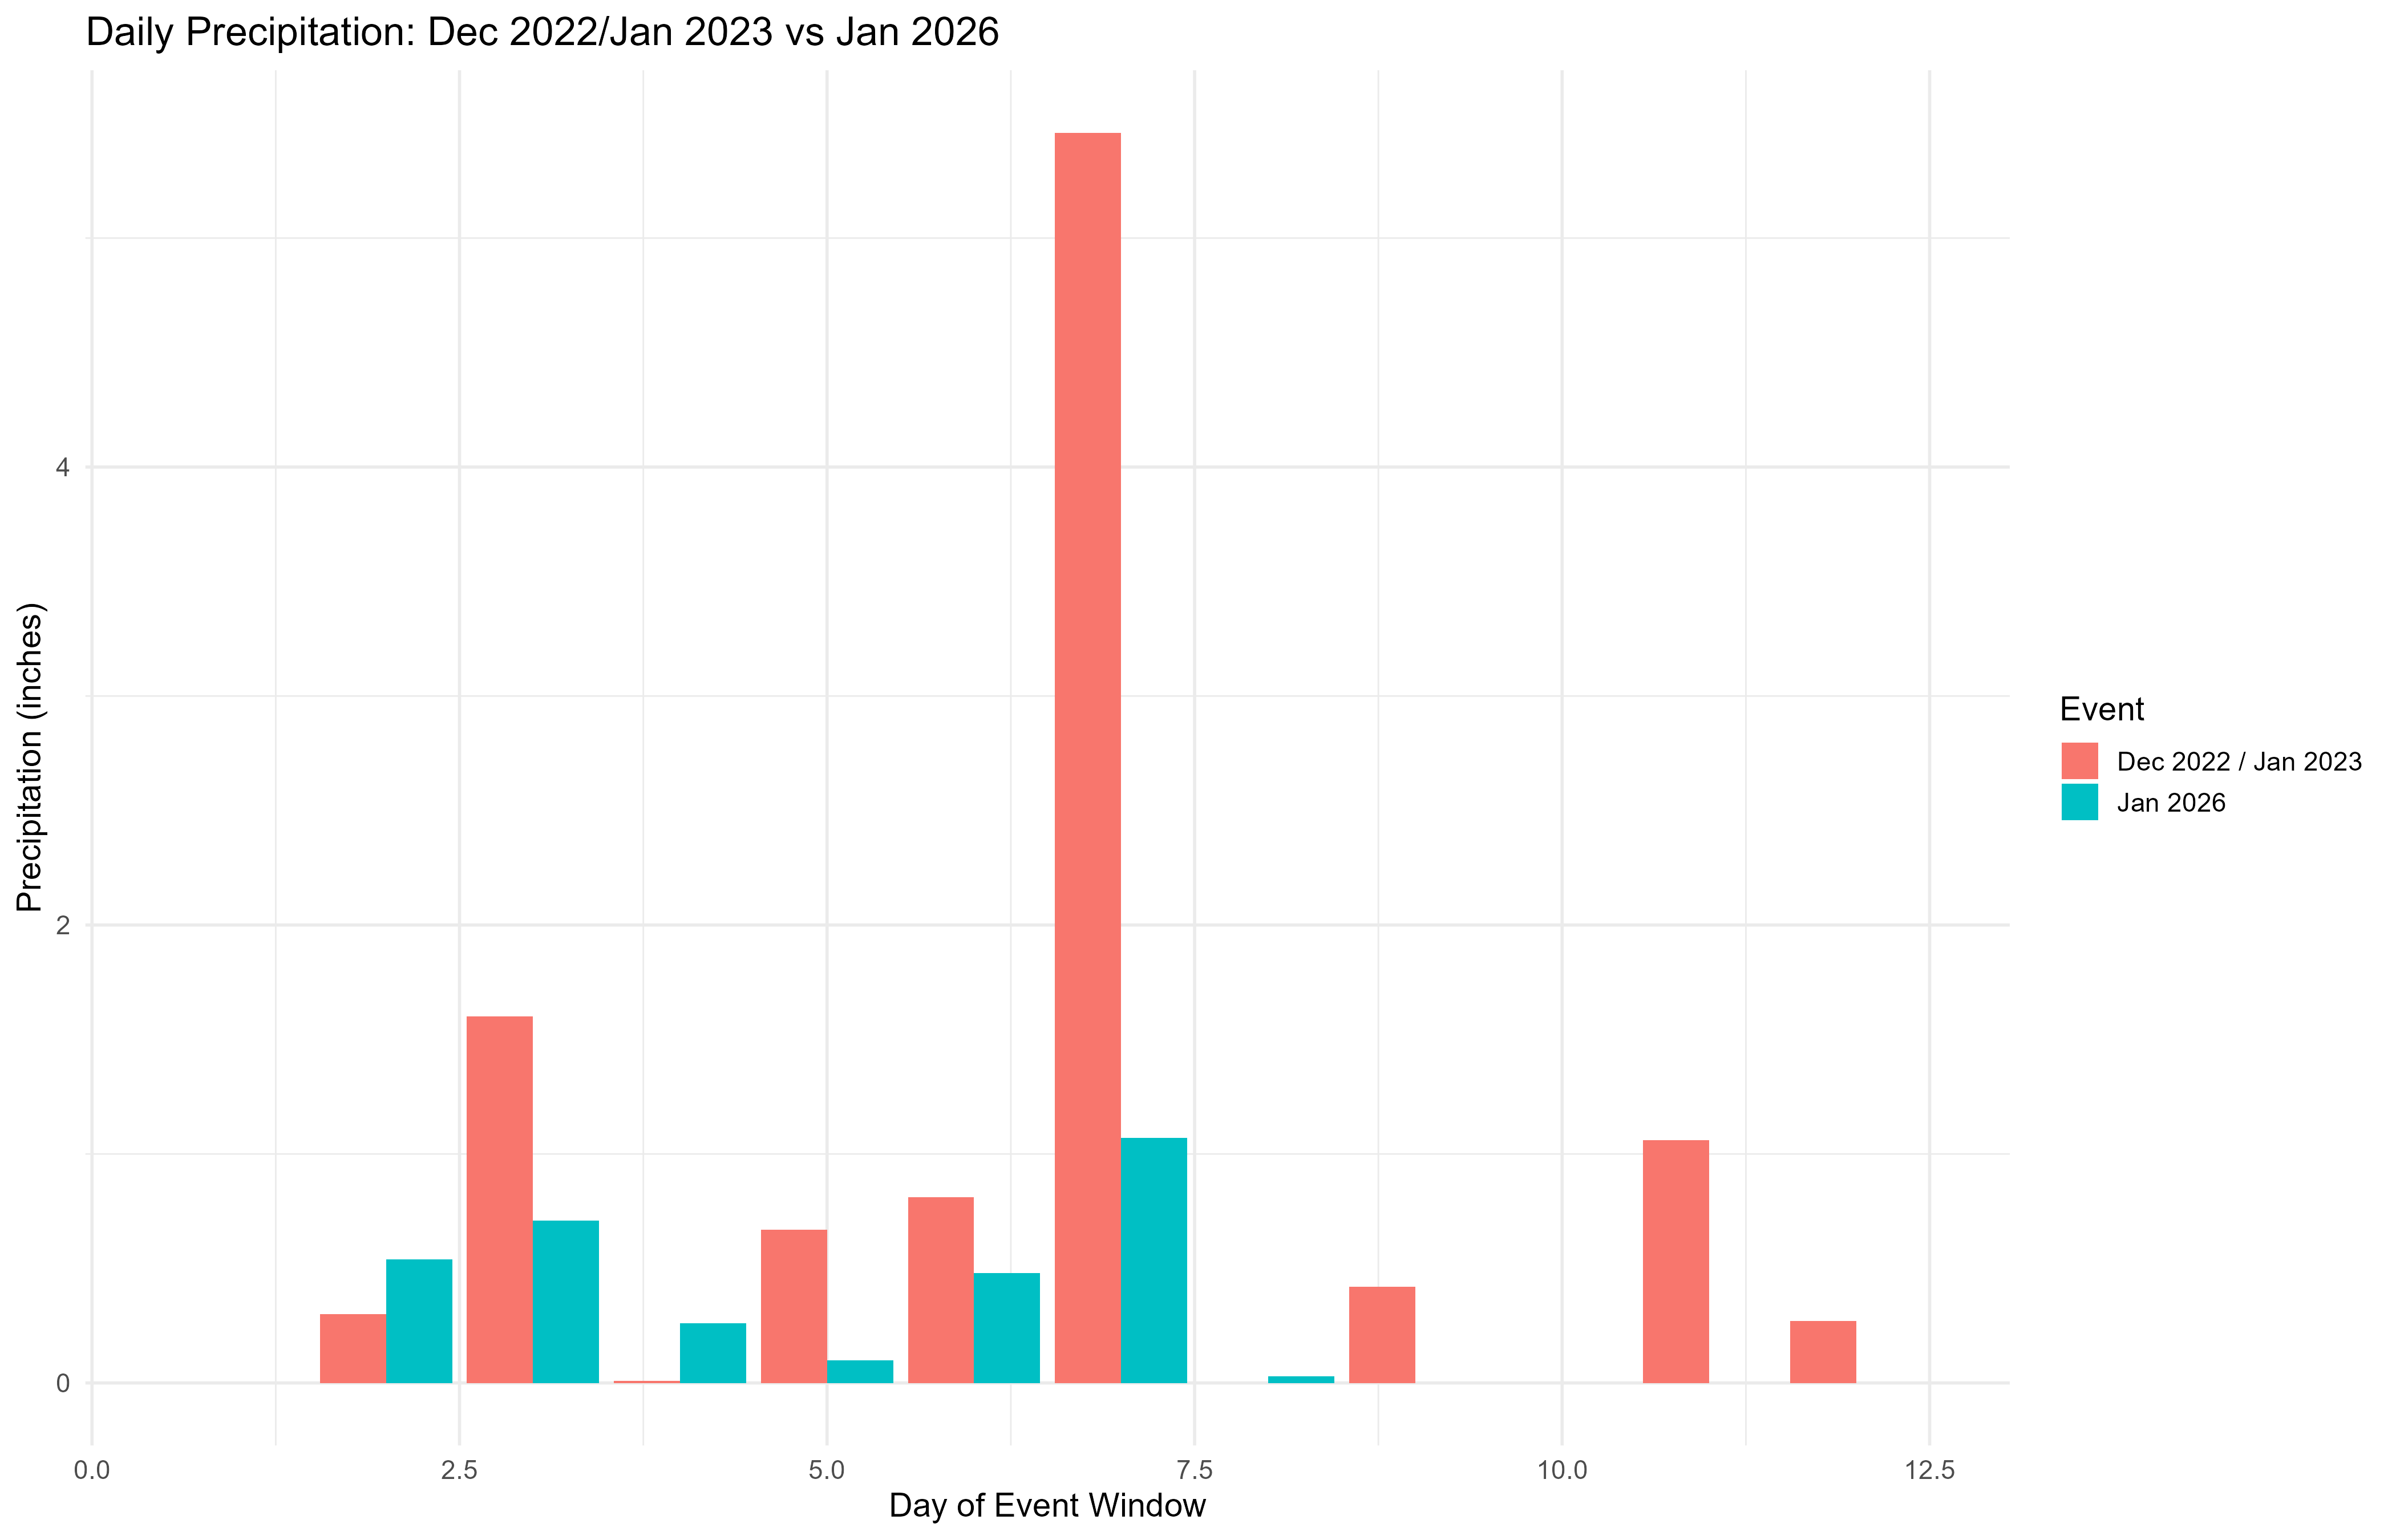 Daily Precipitation: Dec 2022/Jan 2023 vs Jan 2026
Precipitation (inches)
4
2
0
0.0 2.5 5.0 7.5 10.0 12.5
Day of Event Window
Event
Dec 2022 / Jan 2023
Jan 2026